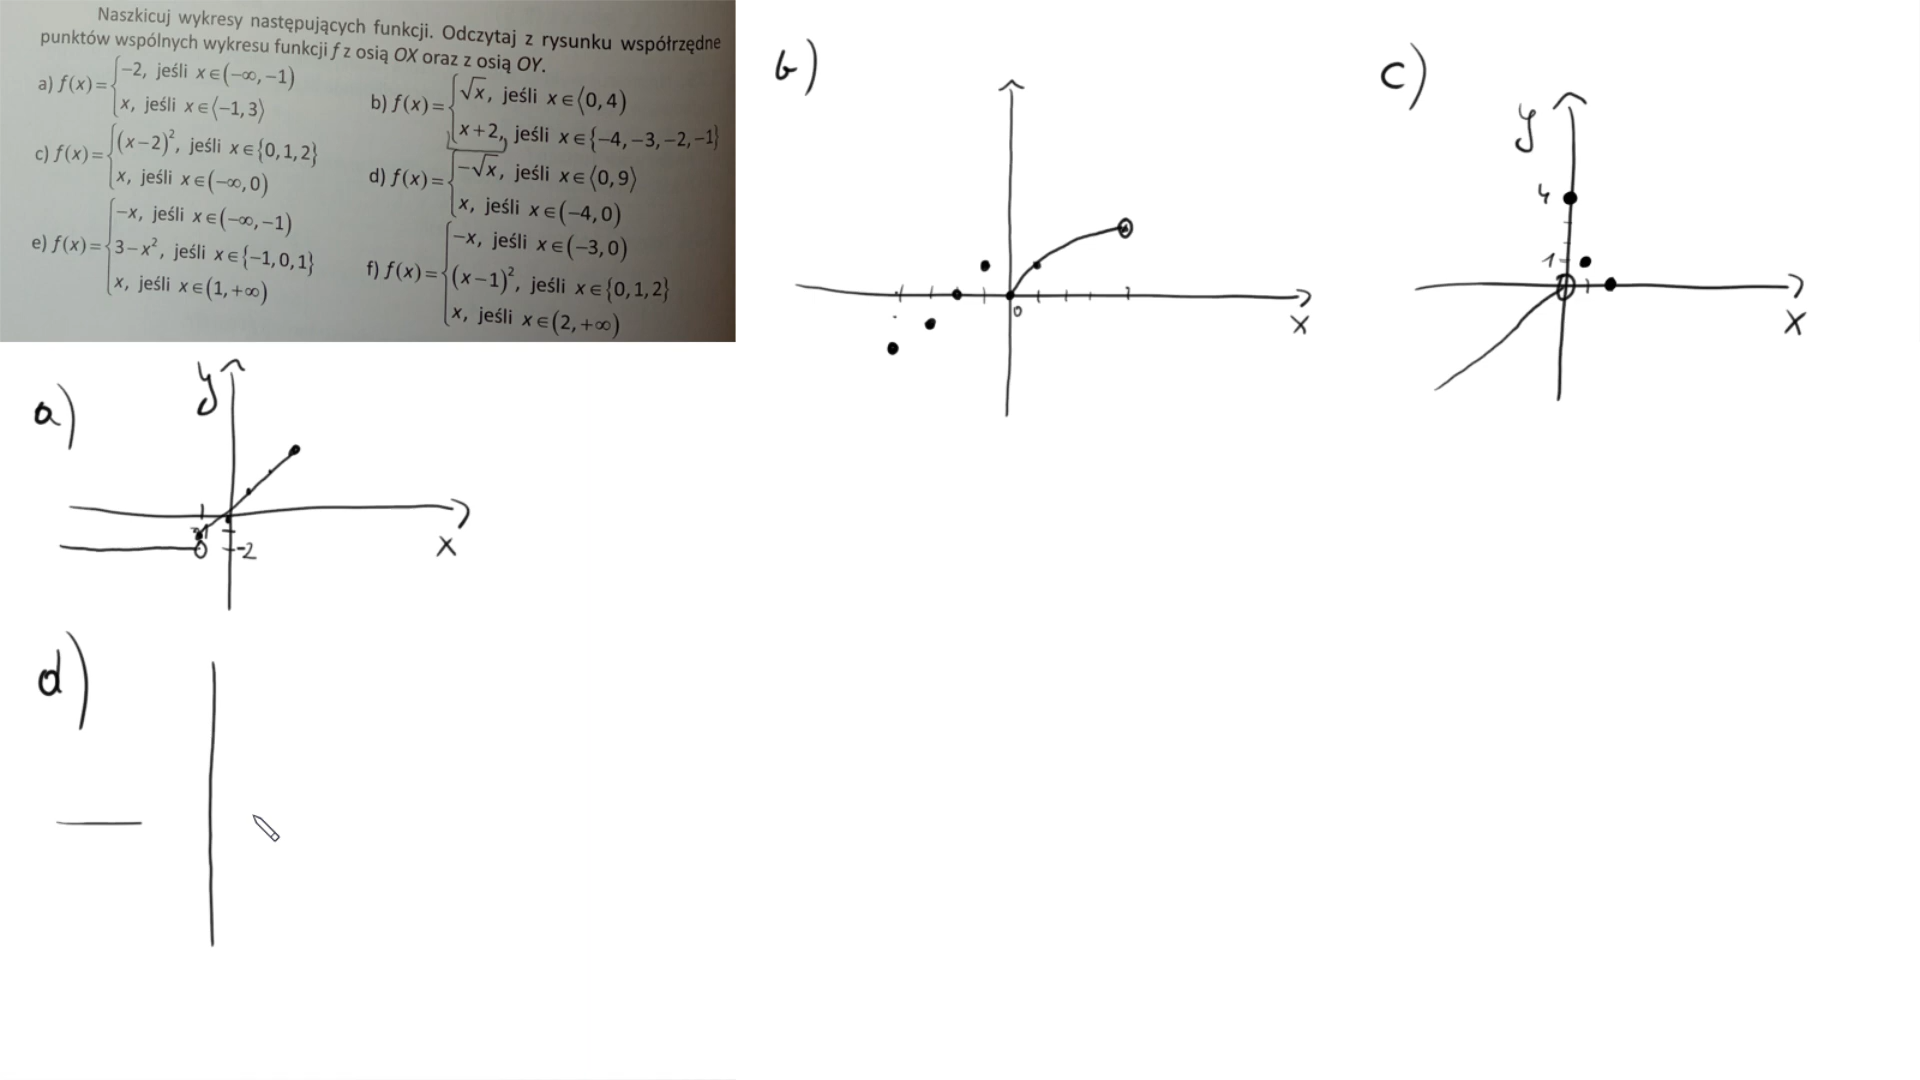 Naszkicuj wykresy następujących funkcji. Odczytaj z rysunku współrzędne
punktów wspólnych wykresu funkcji f z osią OX oraz z osią OY.
a) f(x)= { −2, jeśli x∈(−∞,−1)
x, jeśli x∈⟨−1,3⟩
b) f(x)= { √x, jeśli x∈⟨0,4)
x+2, jeśli x∈{−4,−3,−2,−1}
c) f(x)= { (x−2)², jeśli x∈{0,1,2}
x, jeśli x∈(−∞,0)
d) f(x)= { −√x, jeśli x∈⟨0,9⟩
x, jeśli x∈(−4,0)
e) f(x)= { −x, jeśli x∈(−∞,−1)
3−x², jeśli x∈{−1,0,1}
x, jeśli x∈(1,+∞)
f) f(x)= { −x, jeśli x∈(−3,0)
(x−1)², jeśli x∈{0,1,2}
x, jeśli x∈(2,+∞)
b)
0
x
c)
y
4
1
x
a)
y
-2
x
d)